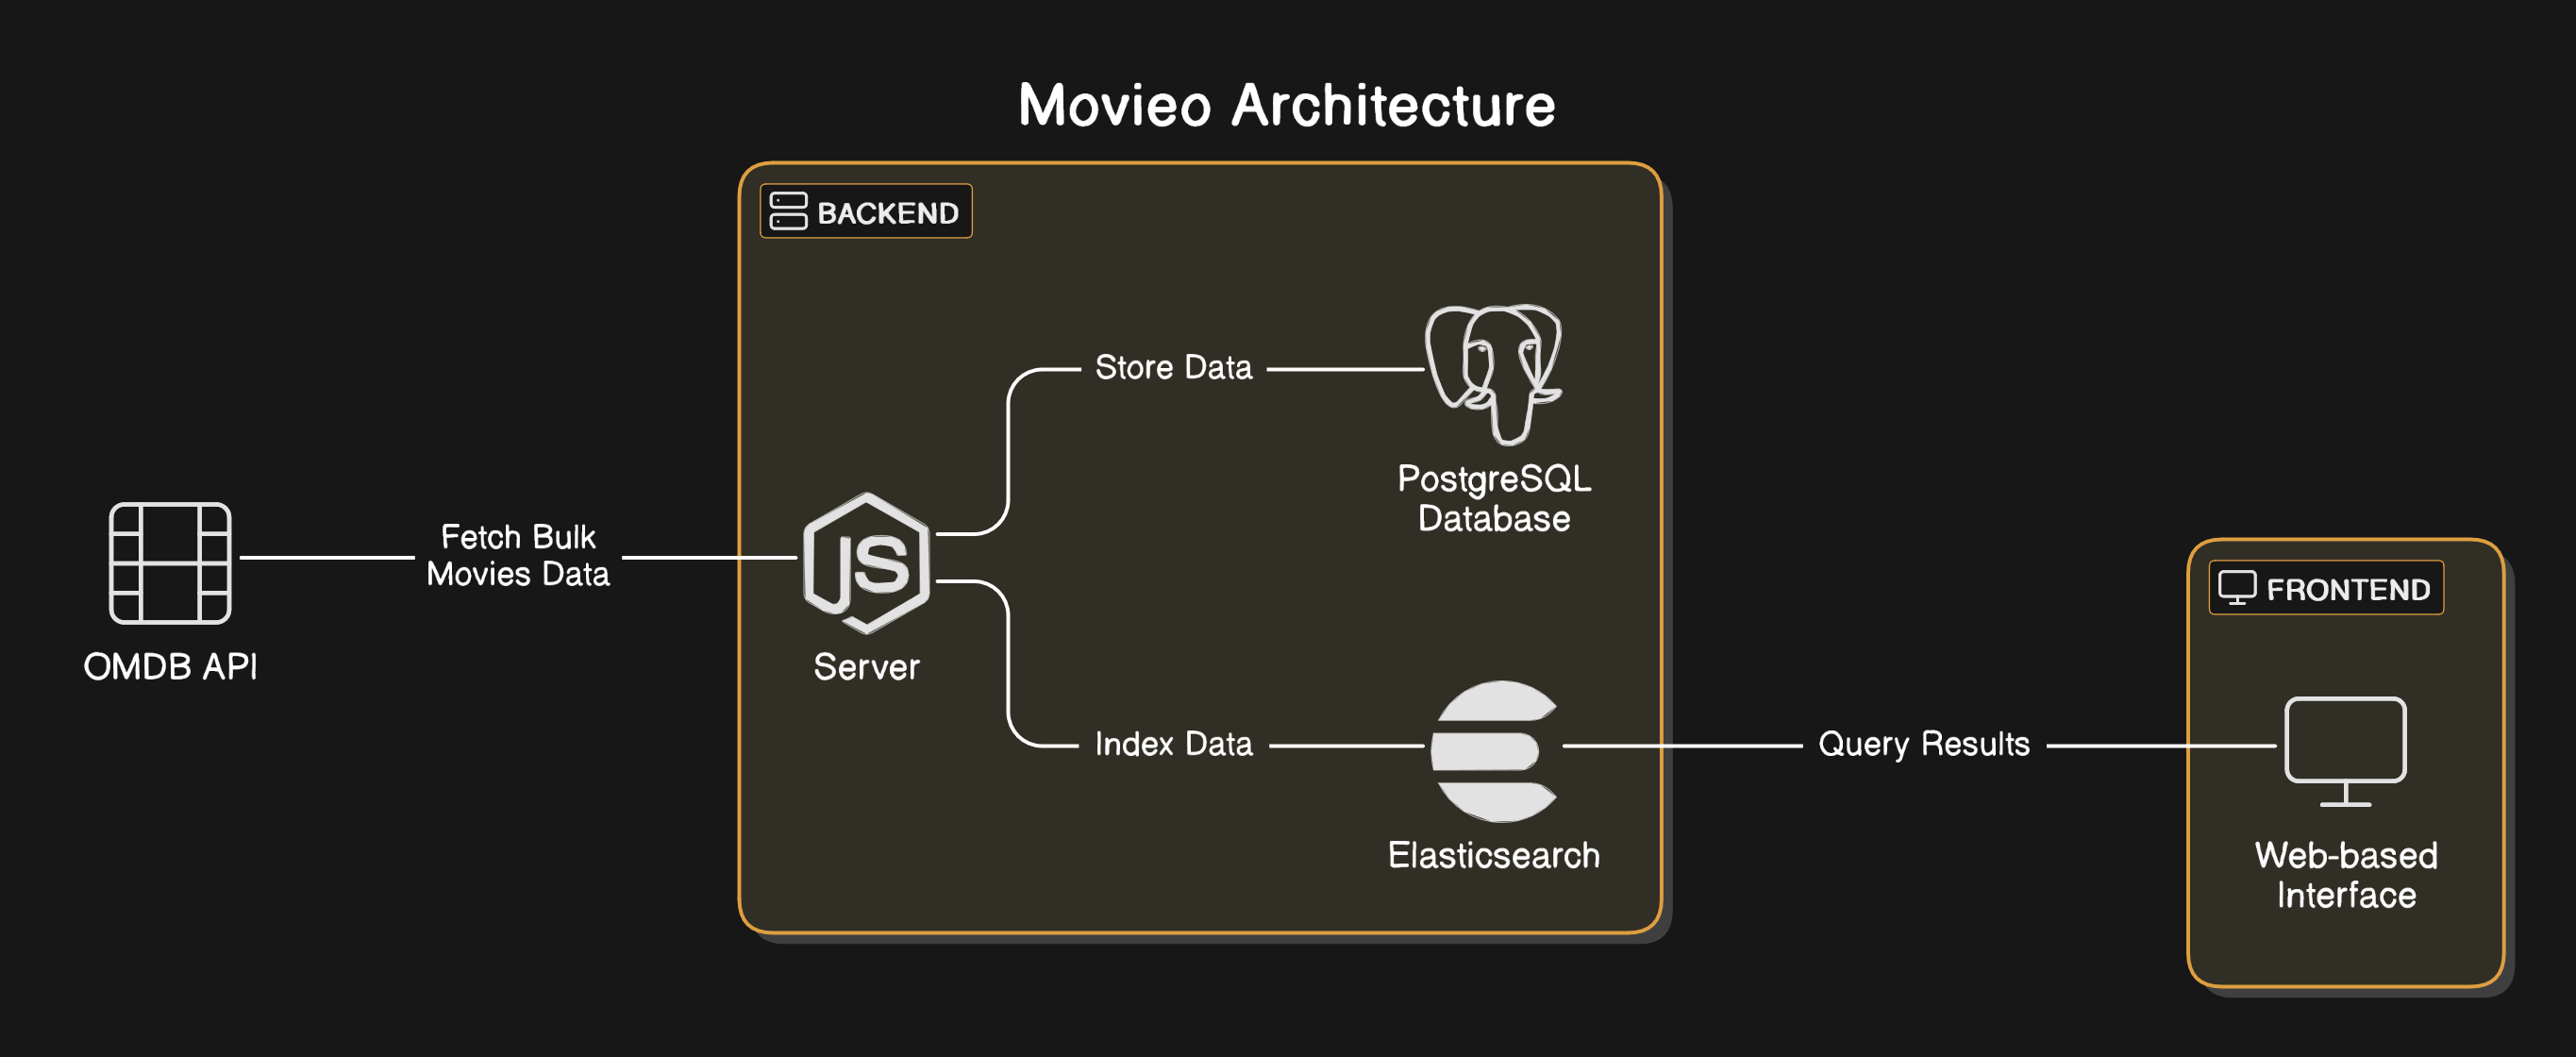 Movieo Architecture
BACKEND
Store Data
PostgreSQL
Database
Fetch Bulk
Movies Data
OMDB API
JS
Server
Index Data
Elasticsearch
Query Results
FRONTEND
Web-based
Interface